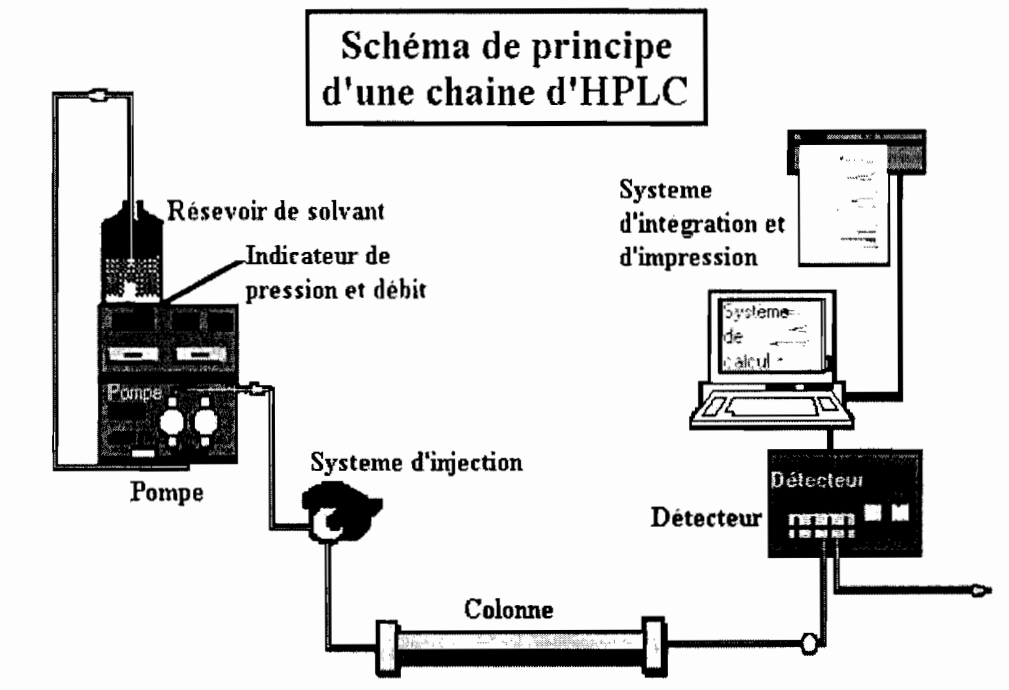 Schéma de principe
d'une chaine d'HPLC
Résevoir de solvant
Indicateur de
pression et débit
Pompe
Pompe
Systeme d'injection
Colonne
Systeme
d'intégration et
d'impression
Système
de
calcul
Détecteur
Détecteur